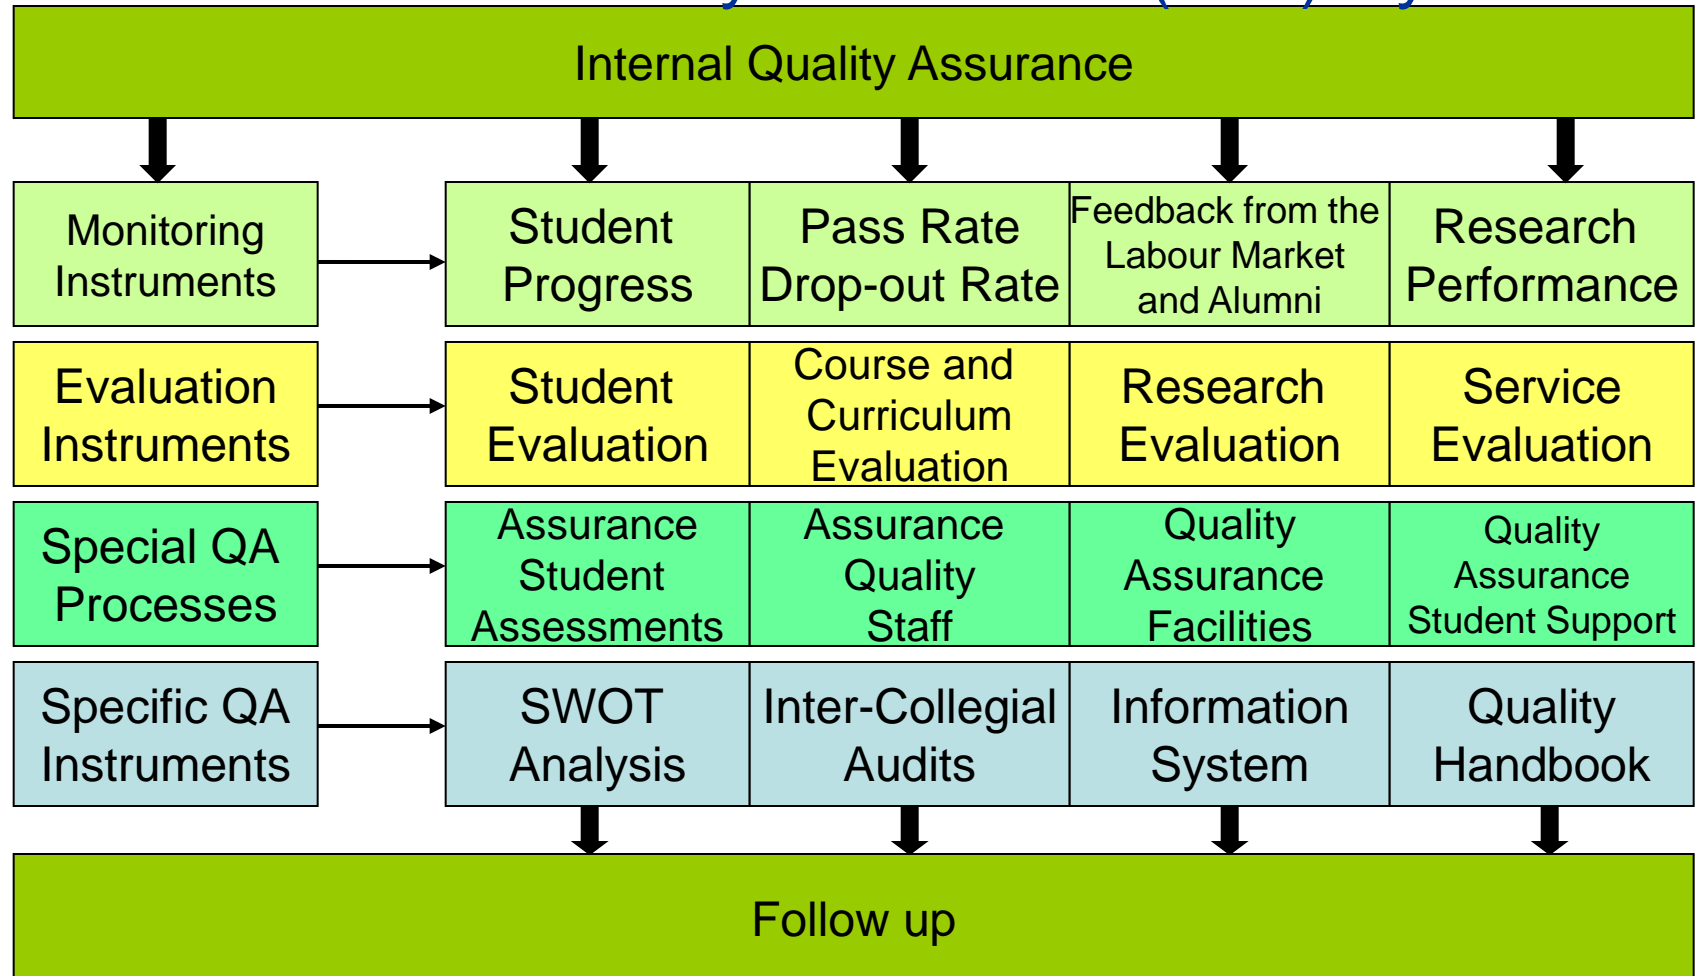 Internal Quality Assurance
Monitoring
Instruments
Student
Progress
Pass Rate
Drop-out Rate
Feedback from the
Labour Market
and Alumni
Research
Performance
Evaluation
Instruments
Student
Evaluation
Course and
Curriculum
Evaluation
Research
Evaluation
Service
Evaluation
Special QA
Processes
Assurance
Student
Assessments
Assurance
Quality
Staff
Quality
Assurance
Facilities
Quality
Assurance
Student Support
Specific QA
Instruments
SWOT
Analysis
Inter-Collegial
Audits
Information
System
Quality
Handbook
Follow up